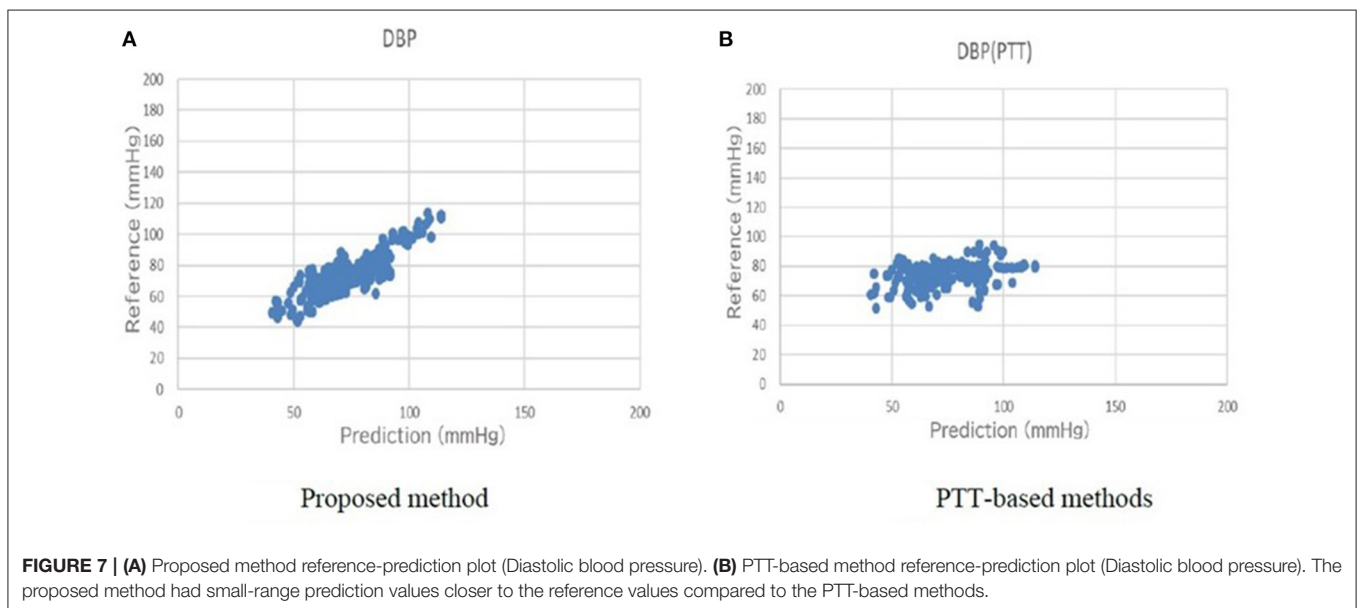 A
DBP
200
180
160
140
120
100
80
60
40
20
0
Reference (mmHg)
0 50 100 150 200
Prediction (mmHg)
Proposed method
B
DBP(PTT)
200
180
160
140
120
100
80
60
40
20
0
Reference (mmHg)
0 50 100 150 200
Prediction (mmHg)
PTT-based methods
FIGURE 7 | (A) Proposed method reference-prediction plot (Diastolic blood pressure). (B) PTT-based method reference-prediction plot (Diastolic blood pressure). The
proposed method had small-range prediction values closer to the reference values compared to the PTT-based methods.